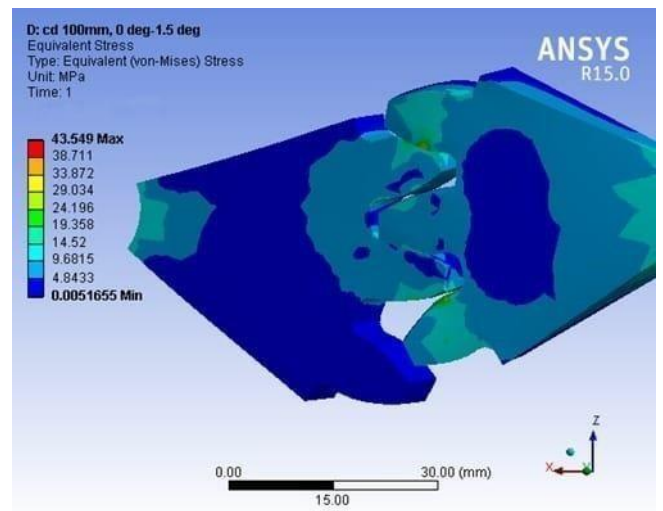 D: cd 100mm, 0 deg-1.5 deg
Equivalent Stress
Type: Equivalent (von-Mises) Stress
Unit: MPa
Time: 1
ANSYS
R15.0
43.549 Max
38.711
33.872
29.034
24.196
19.358
14.52
9.6815
4.8433
0.0051655 Min
0.00
30.00 (mm)
15.00
Z
X
Y